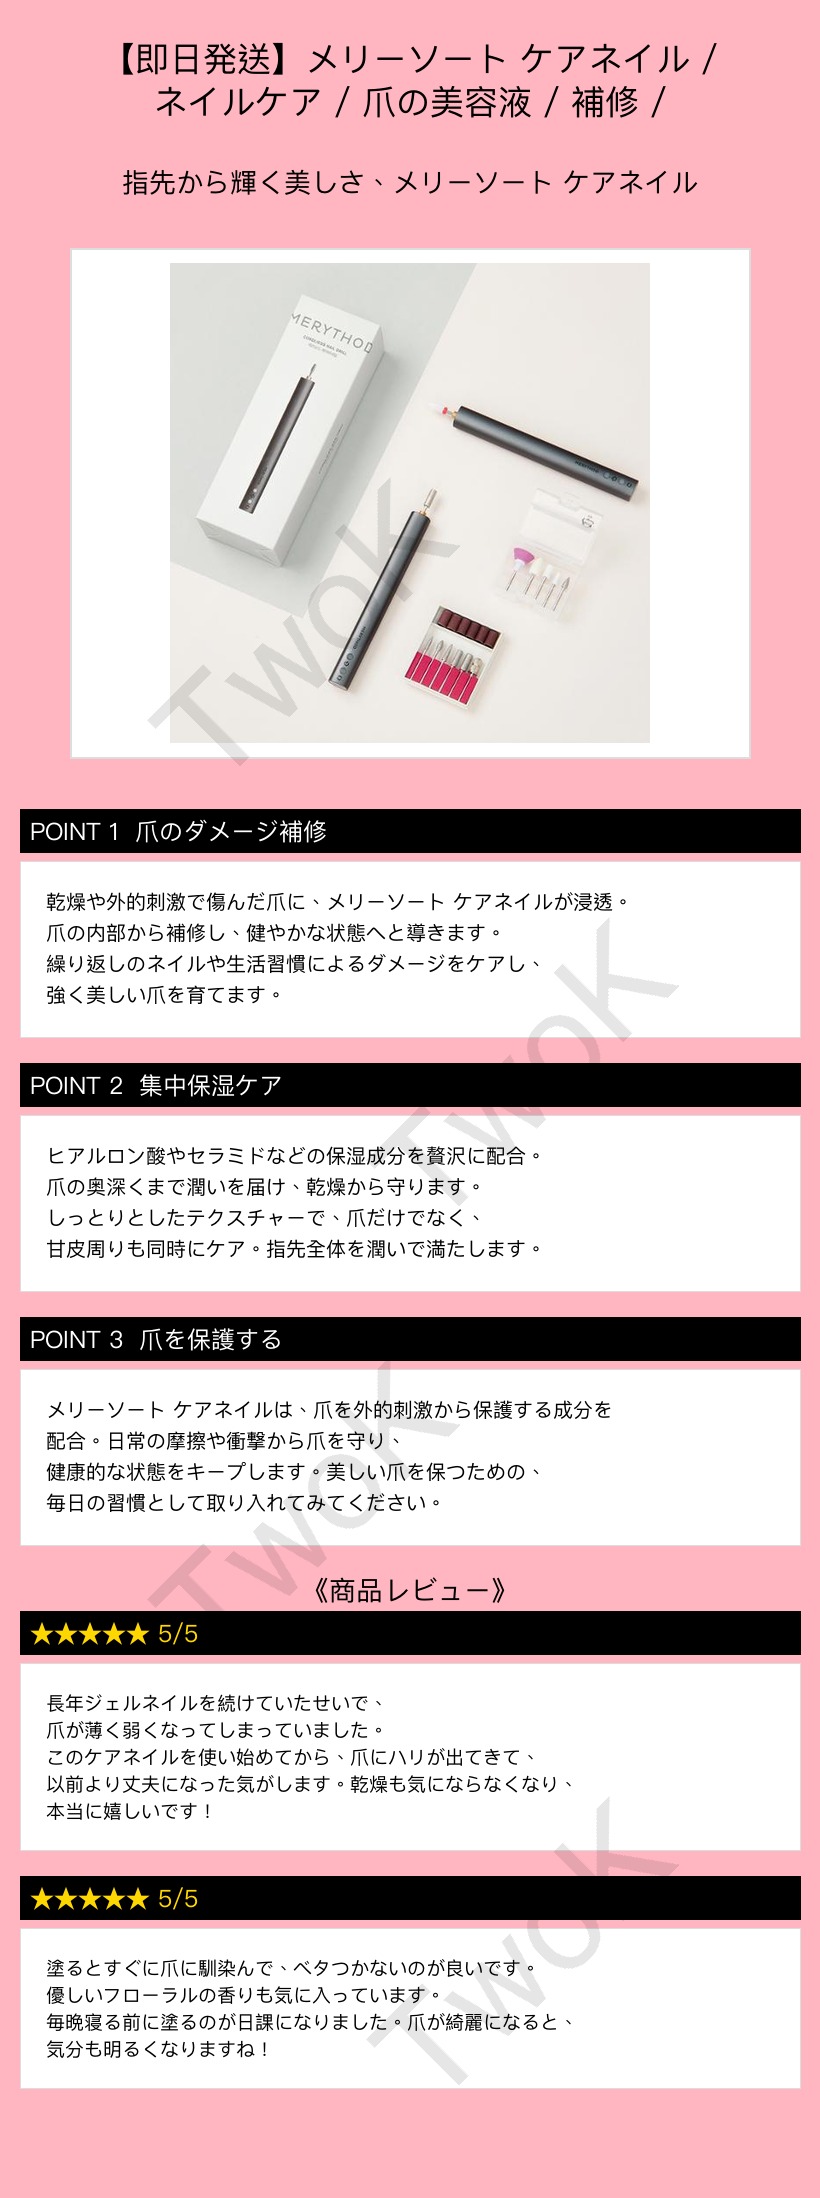 【即日発送】メリーソート ケアネイル /
ネイルケア / 爪の美容液 / 補修 /
指先から輝く美しさ、メリーソート ケアネイル
MERYTHOD
CORDLESS NAIL DRILL
TwoK
POINT 1 爪のダメージ補修
乾燥や外的刺激で傷んだ爪に、メリーソート ケアネイルが浸透。
爪の内部から補修し、健やかな状態へと導きます。
繰り返しのネイルや生活習慣によるダメージをケアし、
強く美しい爪を育てます。
TwoK
POINT 2 集中保湿ケア
ヒアルロン酸やセラミドなどの保湿成分を贅沢に配合。
爪の奥深くまで潤いを届け、乾燥から守ります。
しっとりとしたテクスチャーで、爪だけでなく、
甘皮周りも同時にケア。指先全体を潤いで満たします。
POINT 3 爪を保護する
メリーソート ケアネイルは、爪を外的刺激から保護する成分を
配合。日常の摩擦や衝撃から爪を守り、
健康的な状態をキープします。美しい爪を保つための、
毎日の習慣として取り入れてみてください。
TwoK
《商品レビュー》
★★★★★ 5/5
長年ジェルネイルを続けていたせいで、
爪が薄く弱くなってしまっていました。
このケアネイルを使い始めてから、爪にハリが出てきて、
以前より丈夫になった気がします。乾燥も気にならなくなり、
本当に嬉しいです！
★★★★★ 5/5
塗るとすぐに爪に馴染んで、ベタつかないのが良いです。
優しいフローラルの香りも気に入っています。
毎晩寝る前に塗るのが日課になりました。爪が綺麗になると、
気分も明るくなりますね！
TwoK